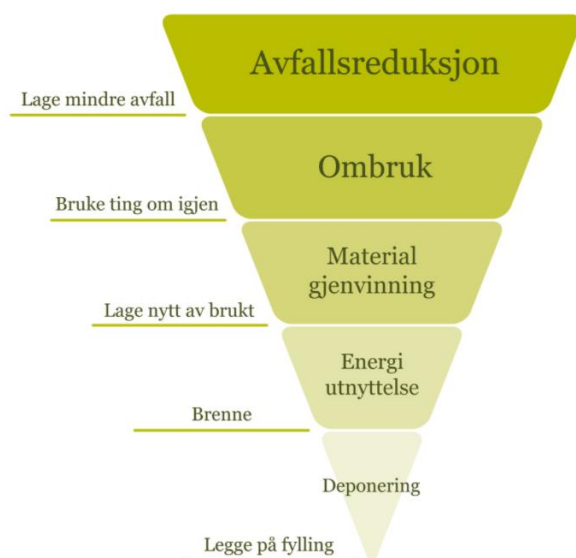 Avfallsreduksjon
Lage mindre avfall
Ombruk
Bruke ting om igjen
Material
gjenvinning
Lage nytt av brukt
Energi
utnyttelse
Brenne
Deponering
Legge på fylling